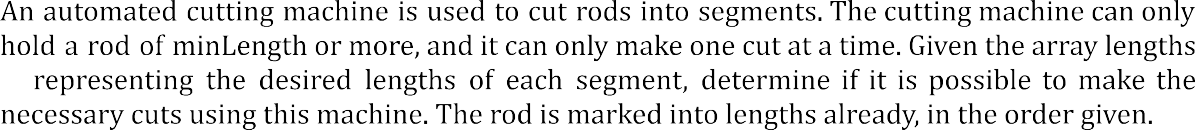 An automated cutting machine is used to cut rods into segments. The cutting machine can only
hold a rod of minLength or more, and it can only make one cut at a time. Given the array lengths
representing the desired lengths of each segment, determine if it is possible to make the
necessary cuts using this machine. The rod is marked into lengths already, in the order given.